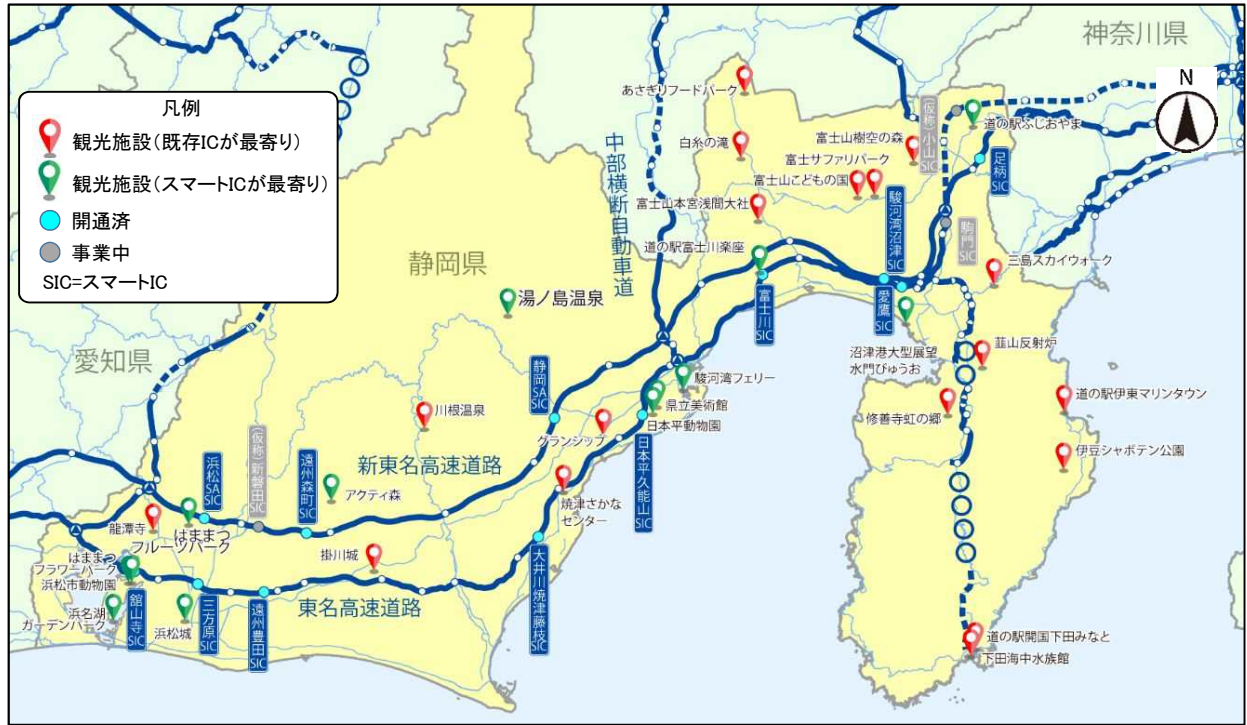 凡例
観光施設(既存ICが最寄り)
観光施設(スマートICが最寄り)
開通済
事業中
SIC=スマートIC
神奈川県
N
静岡県
愛知県
中部横断自動車道
新東名高速道路
東名高速道路
あさぎりフードパーク
白糸の滝
富士山樹空の森
富士サファリパーク
富士山こどもの国
富士山本宮浅間大社
道の駅富士川楽座
(仮称)小山SIC
道の駅ふじおやま
足柄SIC
駿河湾沼津SIC
駒門SIC
三島スカイウォーク
愛鷹SIC
富士川SIC
沼津港大型展望
水門びゅうお
韮山反射炉
修善寺虹の郷
道の駅伊東マリンタウン
伊豆シャボテン公園
道の駅開国下田みなと
下田海中水族館
湯ノ島温泉
静岡SA SIC
駿河湾フェリー
県立美術館
日本平動物園
日本平久能山SIC
グランシップ
川根温泉
焼津さかな
センター
大井川焼津藤枝SIC
アクティ森
遠州森町SIC
(仮称)新磐田SIC
浜松SA SIC
龍潭寺
はままつ
フルーツパーク
掛川城
はままつ
フラワーパーク
浜松市動物園
浜名湖
ガーデンパーク
舘山寺SIC
浜松城
三方原SIC
遠州豊田SIC